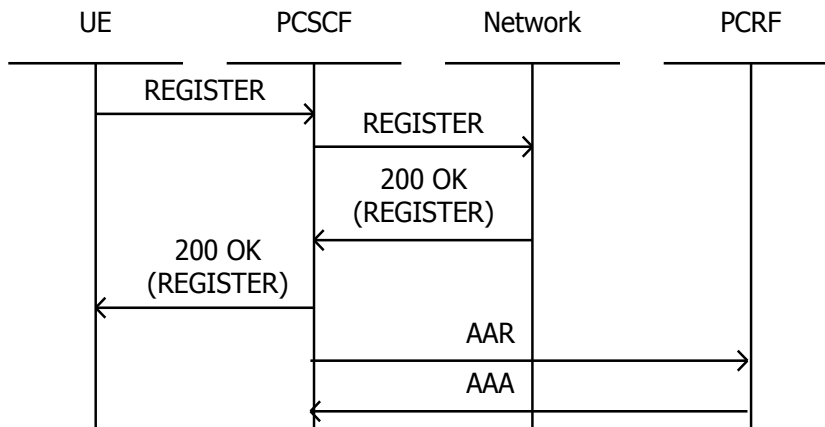 UE
PCSCF
Network
PCRF
REGISTER
REGISTER
200 OK
(REGISTER)
200 OK
(REGISTER)
AAR
AAA